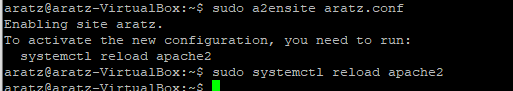 aratz@aratz-VirtualBox:~$ sudo a2ensite aratz.conf
Enabling site aratz.
To activate the new configuration, you need to run:
  systemctl reload apache2
aratz@aratz-VirtualBox:~$ sudo systemctl reload apache2
aratz@aratz-VirtualBox:~$